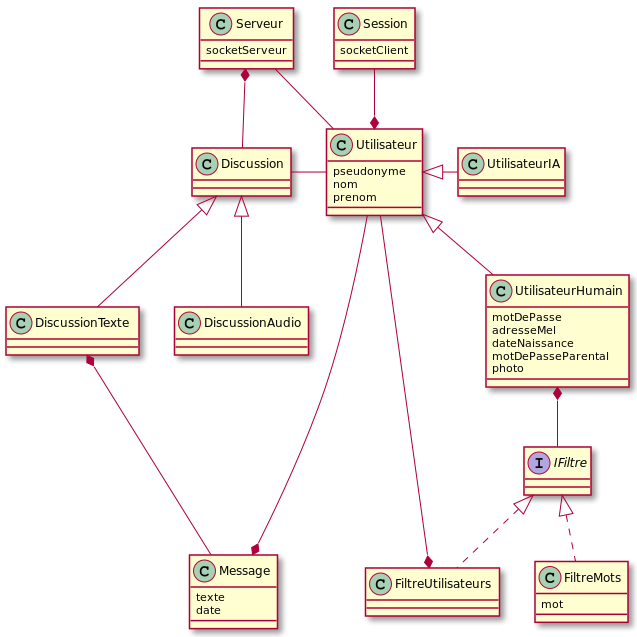 C Serveur
socketServeur
C Session
socketClient
C Discussion
C Utilisateur
pseudonyme
nom
prenom
C UtilisateurIA
C UtilisateurHumain
motDePasse
adresseMel
dateNaissance
motDePasseParental
photo
C DiscussionTexte
C DiscussionAudio
I IFiltre
C Message
texte
date
C FiltreUtilisateurs
C FiltreMots
mot